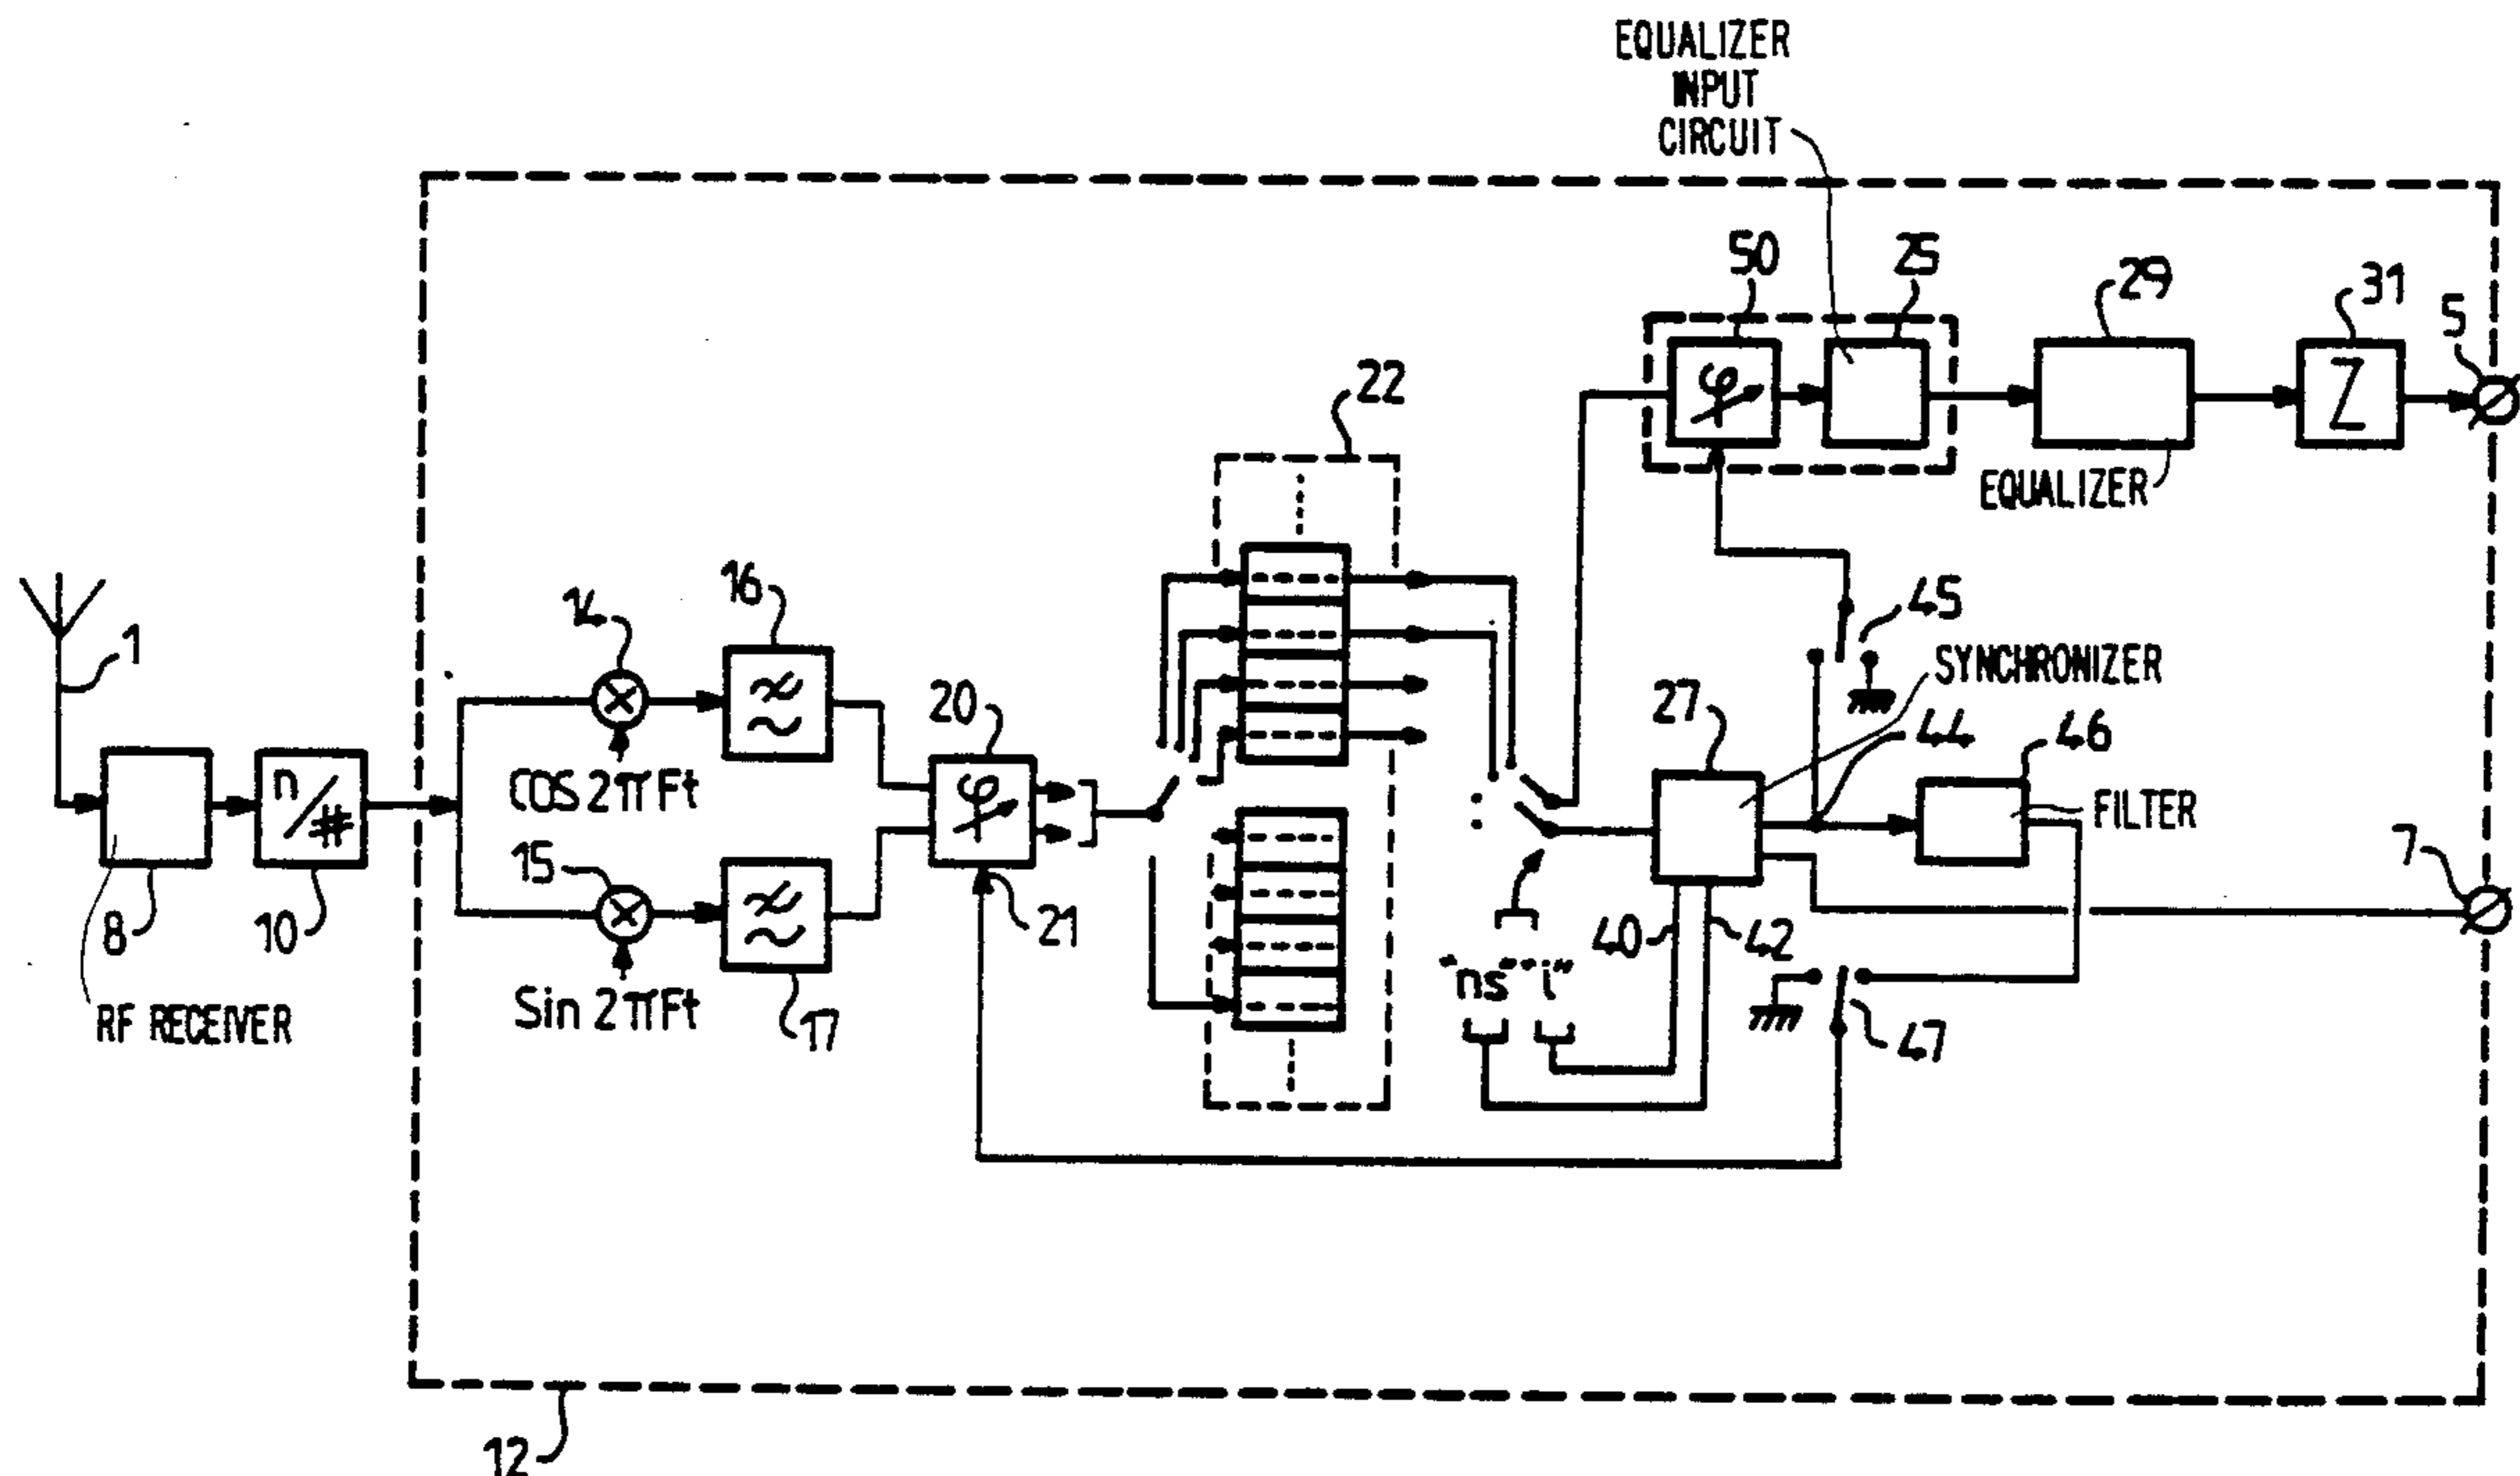 EQUALIZER
INPUT
CIRCUIT
50
25
29
31
5
22
EQUALIZER
14
16
45
1
SYNCHRONIZER
20
27
44
46
n/#
COS 2πFt
φ
Z
FILTER
7
15
8
10
21
40
42
"ns" "i"
Sin 2πFt
17
RF RECEIVER
47
12